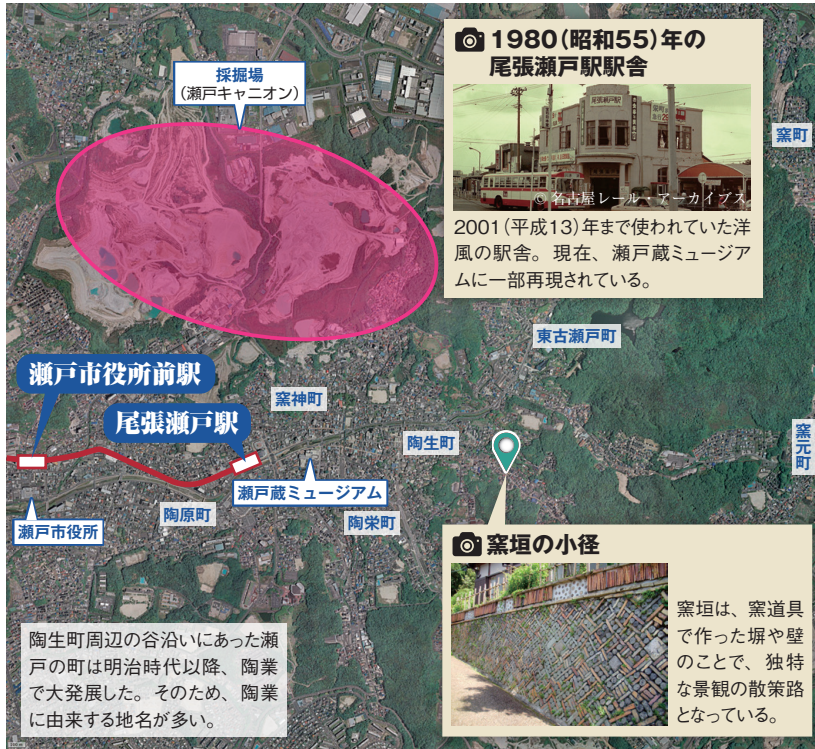 採掘場
(瀬戸キャニオン)
1980(昭和55)年の
尾張瀬戸駅駅舎
尾張瀬戸駅
© 名古屋レール・アーカイブス
2001(平成13)年まで使われていた洋
風の駅舎。現在、瀬戸蔵ミュージア
ムに一部再現されている。
窯町
東古瀬戸町
瀬戸市役所前駅
窯神町
尾張瀬戸駅
陶生町
窯元町
瀬戸蔵ミュージアム
陶原町
陶栄町
瀬戸市役所
窯垣の小径
窯垣は、窯道具
で作った塀や壁
のことで、独特
な景観の散策路
となっている。
陶生町周辺の谷沿いにあった瀬
戸の町は明治時代以降、陶業
で大発展した。そのため、陶業
に由来する地名が多い。